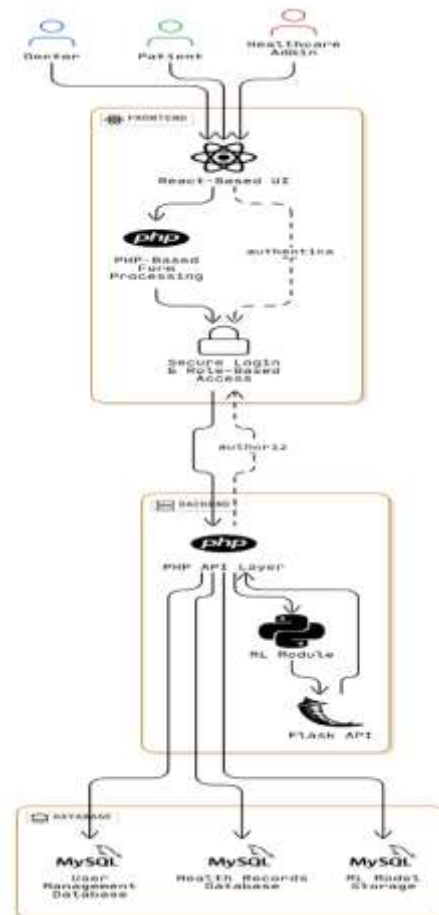 Doctor
Patient
Healthcare
Admin
FRONTEND
React-Based UI
php
PHP-Based
Processing
Secure Login
& Role-Based
Access
BACKEND
php
PHP API Layer
ML Module
Flask API
DATABASE
MySQL
User
Management
Database
MySQL
Health Records
Database
MySQL
ML Model
Storage